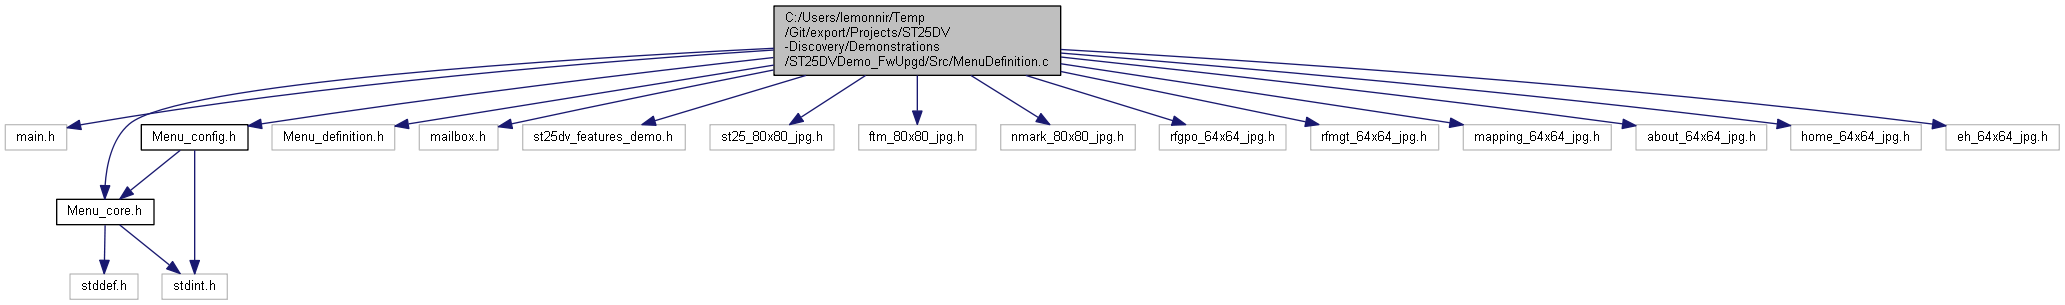 C:/Users/lemonnir/Temp
/Git/export/Projects/ST25DV
-Discovery/Demonstrations
/ST25DVDemo_FwUpgd/Src/MenuDefinition.c
main.h
Menu_config.h
Menu_definition.h
mailbox.h
st25dv_features_demo.h
st25_80x80_jpg.h
ftm_80x80_jpg.h
nmark_80x80_jpg.h
rfgpo_64x64_jpg.h
rfmgt_64x64_jpg.h
mapping_64x64_jpg.h
about_64x64_jpg.h
home_64x64_jpg.h
eh_64x64_jpg.h
Menu_core.h
stddef.h
stdint.h